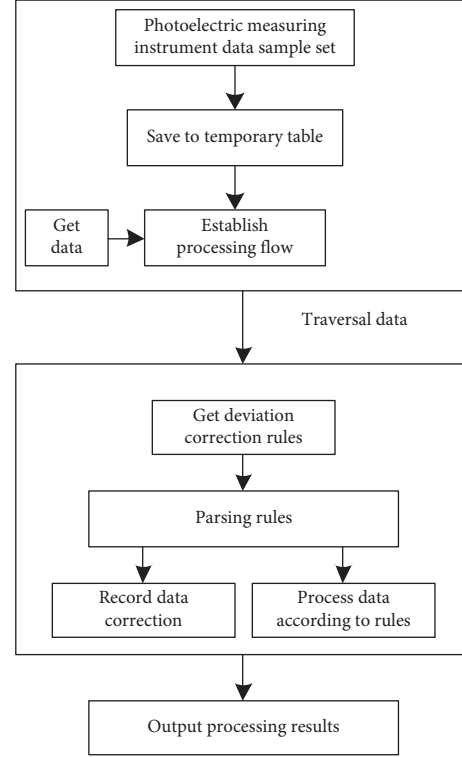 Photoelectric measuring
instrument data sample set
Save to temporary table
Get
data
Establish
processing flow
Traversal data
Get deviation
correction rules
Parsing rules
Record data
correction
Process data
according to rules
Output processing results